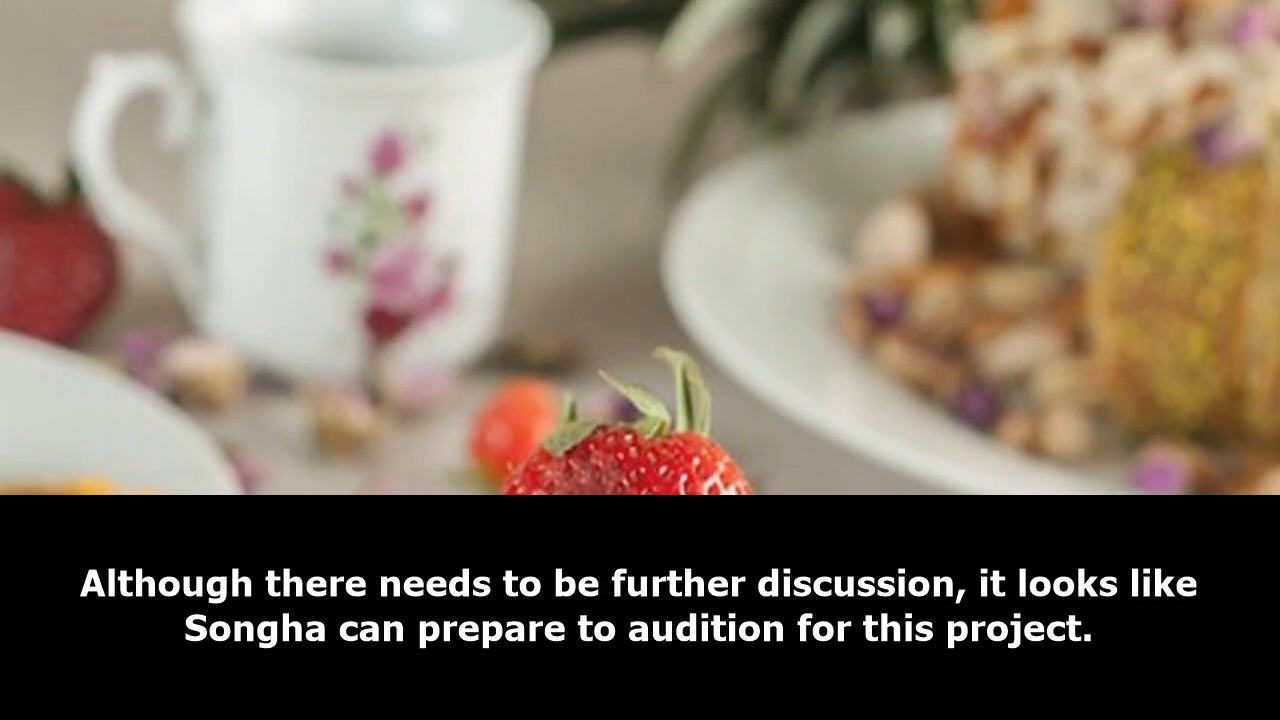 Although there needs to be further discussion, it looks like
Songha can prepare to audition for this project.